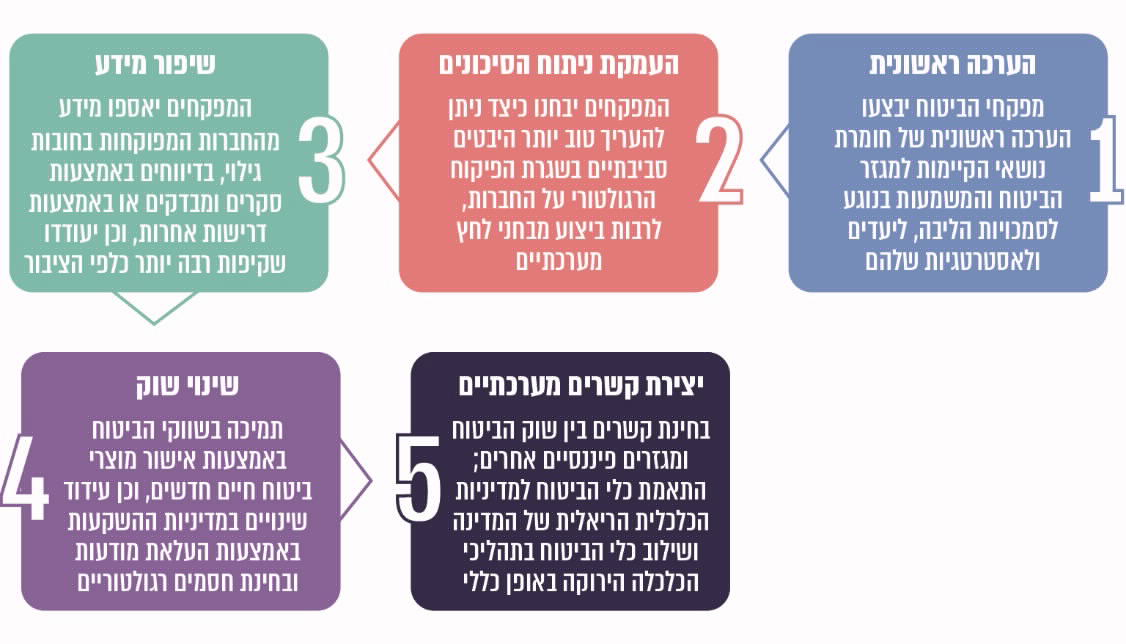 1
הערכה ראשונית
מפקחי הביטוח יבצעו
הערכה ראשונית של חומרת
נושאי הקיימות למגזר
הביטוח והמשמעות בנוגע
לסמכויות הליבה, ליעדים
ולאסטרטגיות שלהם
2
העמקת ניתוח הסיכונים
המפקחים יבחנו כיצד ניתן
להעריך טוב יותר היבטים
סביבתיים בשגרת הפיקוח
הרגולטורי על החברות,
לרבות ביצוע מבחני לחץ
מערכתיים
3
שיפור מידע
המפקחים יאספו מידע
מהחברות המפוקחות בחובות
גילוי, בדיווחים באמצעות
סקרים ומבדקים או באמצעות
דרישות אחרות, וכן יעודדו
שקיפות רבה יותר כלפי הציבור
4
שינוי שוק
תמיכה בשווקי הביטוח
באמצעות אישור מוצרי
ביטוח חיים חדשים, וכן עידוד
שינויים במדיניות ההשקעות
באמצעות העלאת מודעות
ובחינת חסמים רגולטוריים
5
יצירת קשרים מערכתיים
בחינת קשרים בין שוק הביטוח
ומגזרים פיננסיים אחרים;
התאמת כלי הביטוח למדיניות
הכלכלית הריאלית של המדינה
ושילוב כלי הביטוח בתהליכי
הכלכלה הירוקה באופן כללי